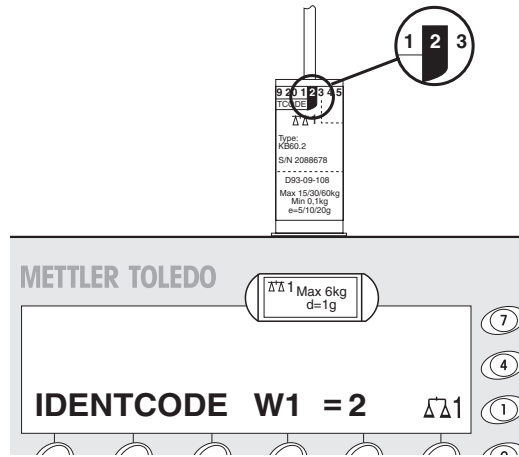 1 2 3
9 20 1 2 3 4 5
TCODE
1
Type:
KB60.2
S/N 2088678
D93-09-108
Max 15/30/60kg
Min 0,1kg
e=5/10/20g
METTLER TOLEDO
1 Max 6kg
d=1g
7
4
IDENTCODE W1 = 2 1
1